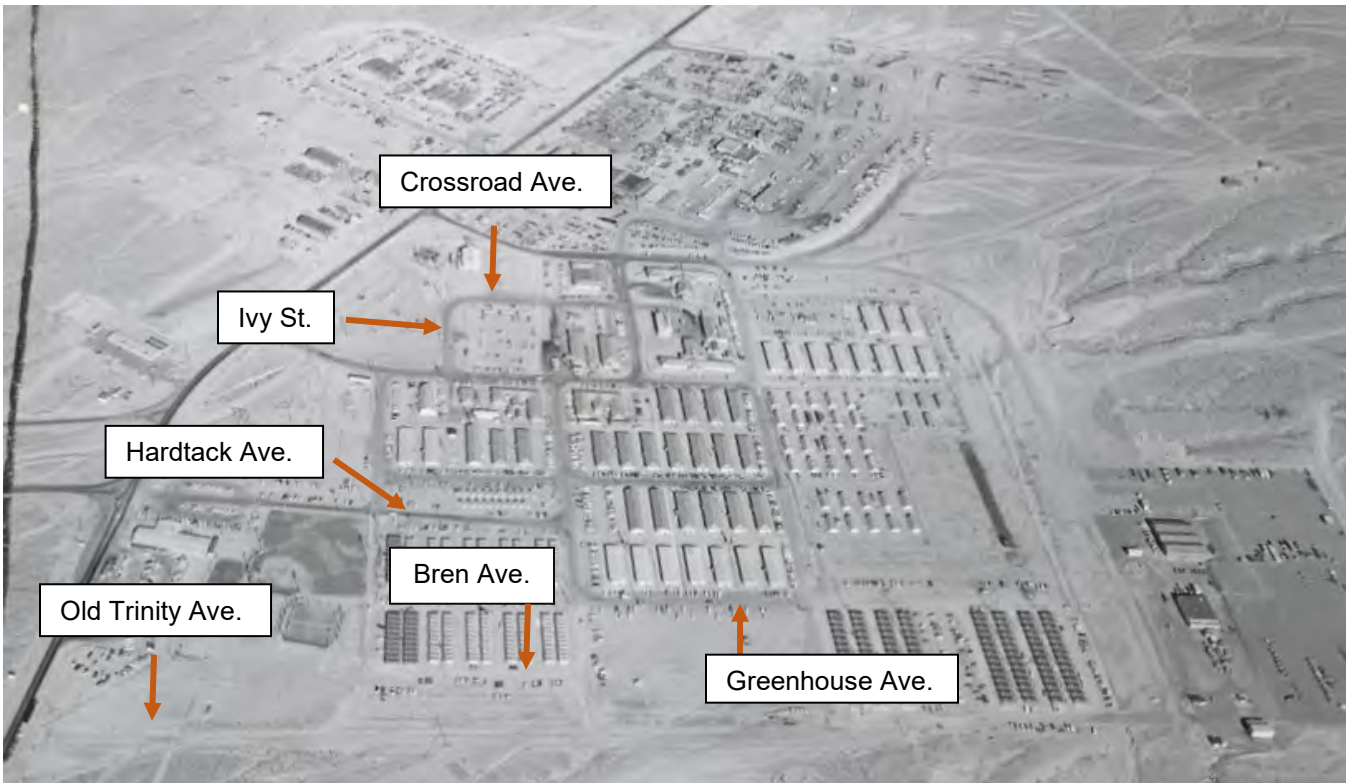 Crossroad Ave.
Ivy St.
Hardtack Ave.
Bren Ave.
Old Trinity Ave.
Greenhouse Ave.